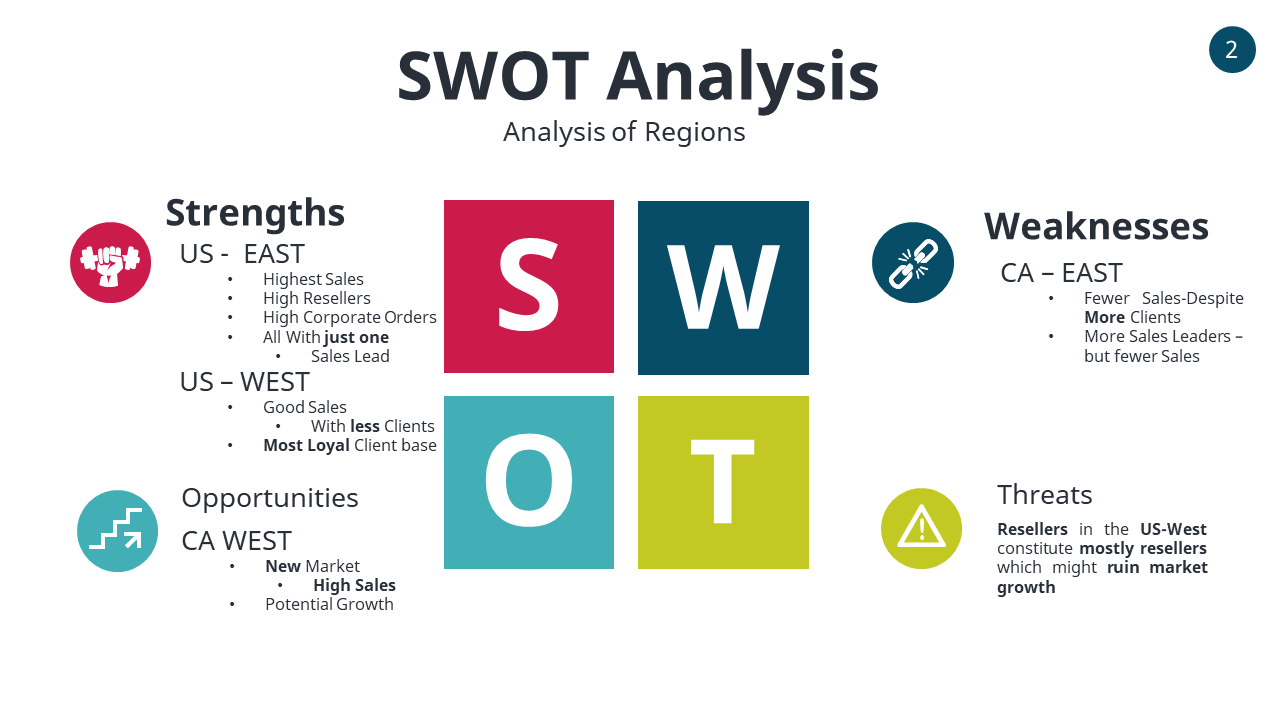 2
SWOT Analysis
Analysis of Regions
Strengths
US -  EAST
• Highest Sales
• High Resellers
• High Corporate Orders
• All With just one
• Sales Lead
US – WEST
• Good Sales
• With less Clients
• Most Loyal Client base
S
W
O
T
Weaknesses
CA – EAST
• Fewer Sales-Despite
More Clients
• More Sales Leaders –
but fewer Sales
Opportunities
CA WEST
• New Market
• High Sales
• Potential Growth
Threats
Resellers in the US-West
constitute mostly resellers
which might ruin market
growth